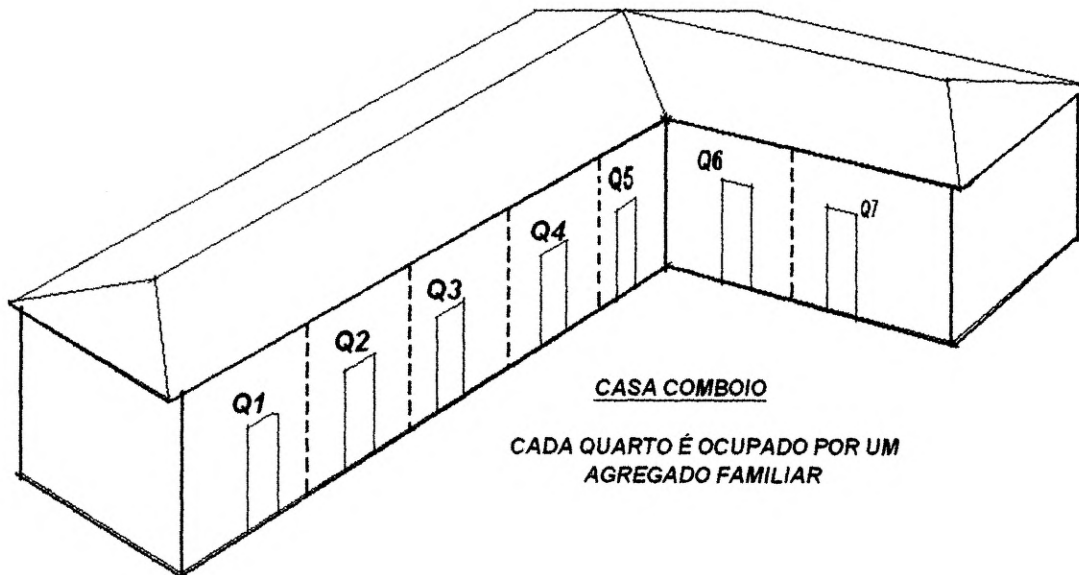 Q1
Q2
Q3
Q4
Q5
Q6
Q7
CASA COMBOIO
CADA QUARTO É OCUPADO POR UM
AGREGADO FAMILIAR